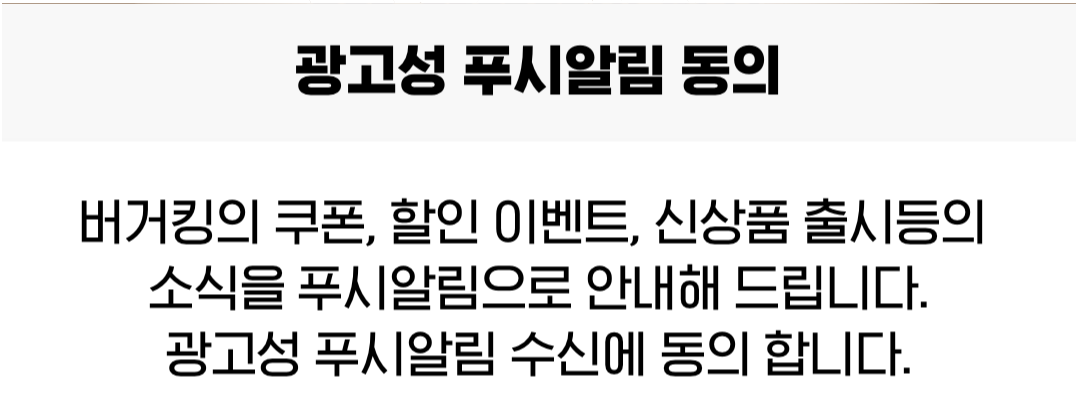 광고성 푸시알림 동의
버거킹의 쿠폰, 할인 이벤트, 신상품 출시등의
소식을 푸시알림으로 안내해 드립니다.
광고성 푸시알림 수신에 동의 합니다.